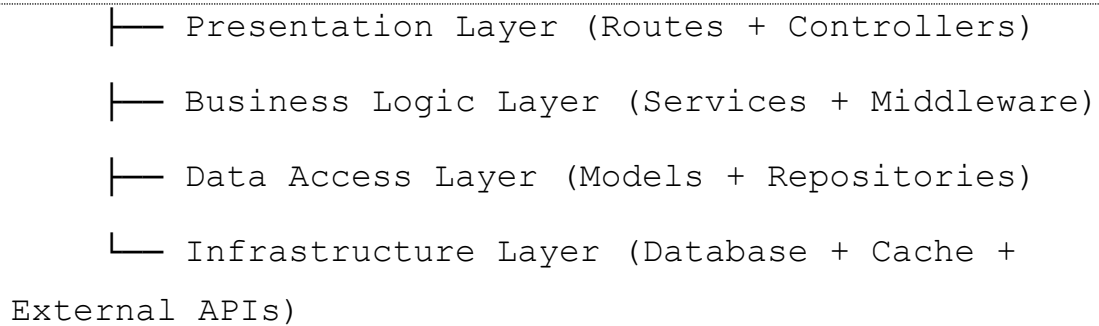 ├── Presentation Layer (Routes + Controllers)
├── Business Logic Layer (Services + Middleware)
├── Data Access Layer (Models + Repositories)
└── Infrastructure Layer (Database + Cache +
External APIs)